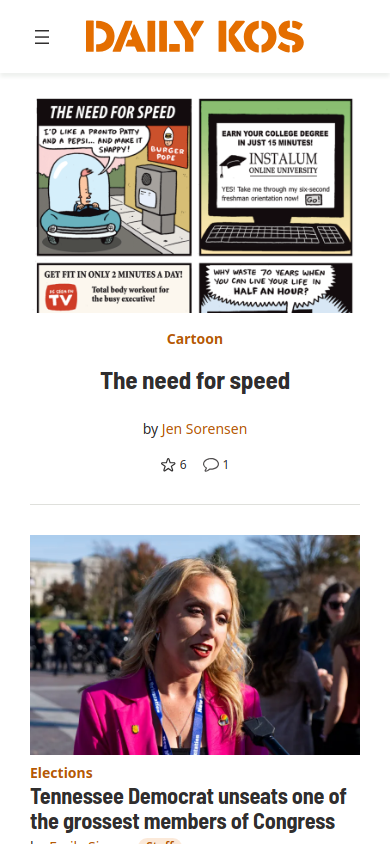 DAILY KOS
THE NEED FOR SPEED
I'D LIKE A PRONTO PATTY
AND A PEPSI... AND MAKE IT
SNAPPY!
BURGER
POPE
EARN YOUR COLLEGE DEGREE
IN JUST 15 MINUTES!
INSTALUM
ONLINE UNIVERSITY
YES! Take me through my six-second
freshman orientation now!
Go!
GET FIT IN ONLY 2 MINUTES A DAY!
TV
Total body workout for
the busy executive!
WHY WASTE 70 YEARS WHEN
YOU CAN LIVE YOUR LIFE IN
HALF AN HOUR?
Cartoon
The need for speed
by Jen Sorensen
6
1
Elections
Tennessee Democrat unseats one of
the grossest members of Congress